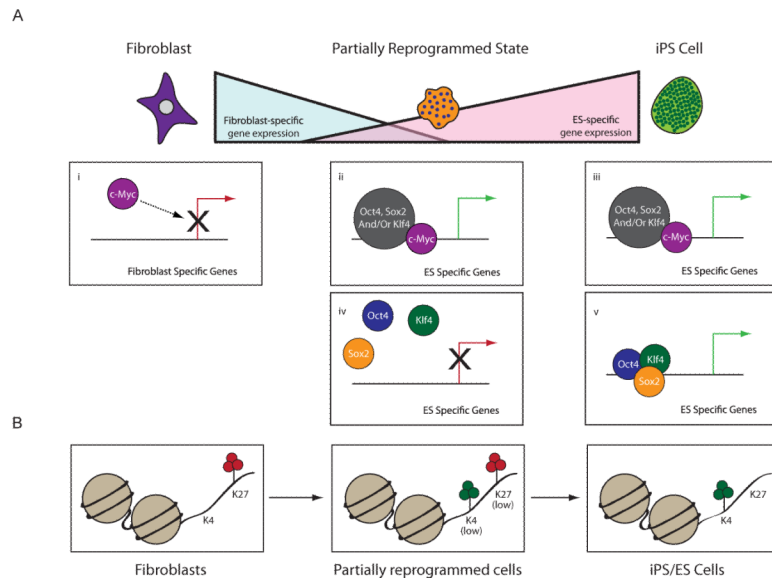 A
Fibroblast
Partially Reprogrammed State
iPS Cell
Fibroblast-specific
gene expression
ES-specific
gene expression
i
c-Myc
X
Fibroblast Specific Genes
ii
Oct4, Sox2
And/Or Klf4
c-Myc
ES Specific Genes
iii
Oct4, Sox2
And/Or Klf4
c-Myc
ES Specific Genes
iv
Oct4
Klf4
Sox2
X
ES Specific Genes
v
Oct4
Klf4
Sox2
ES Specific Genes
B
K4
K27
Fibroblasts
K4
(low)
K27
(low)
Partially reprogrammed cells
K4
K27
iPS/ES Cells